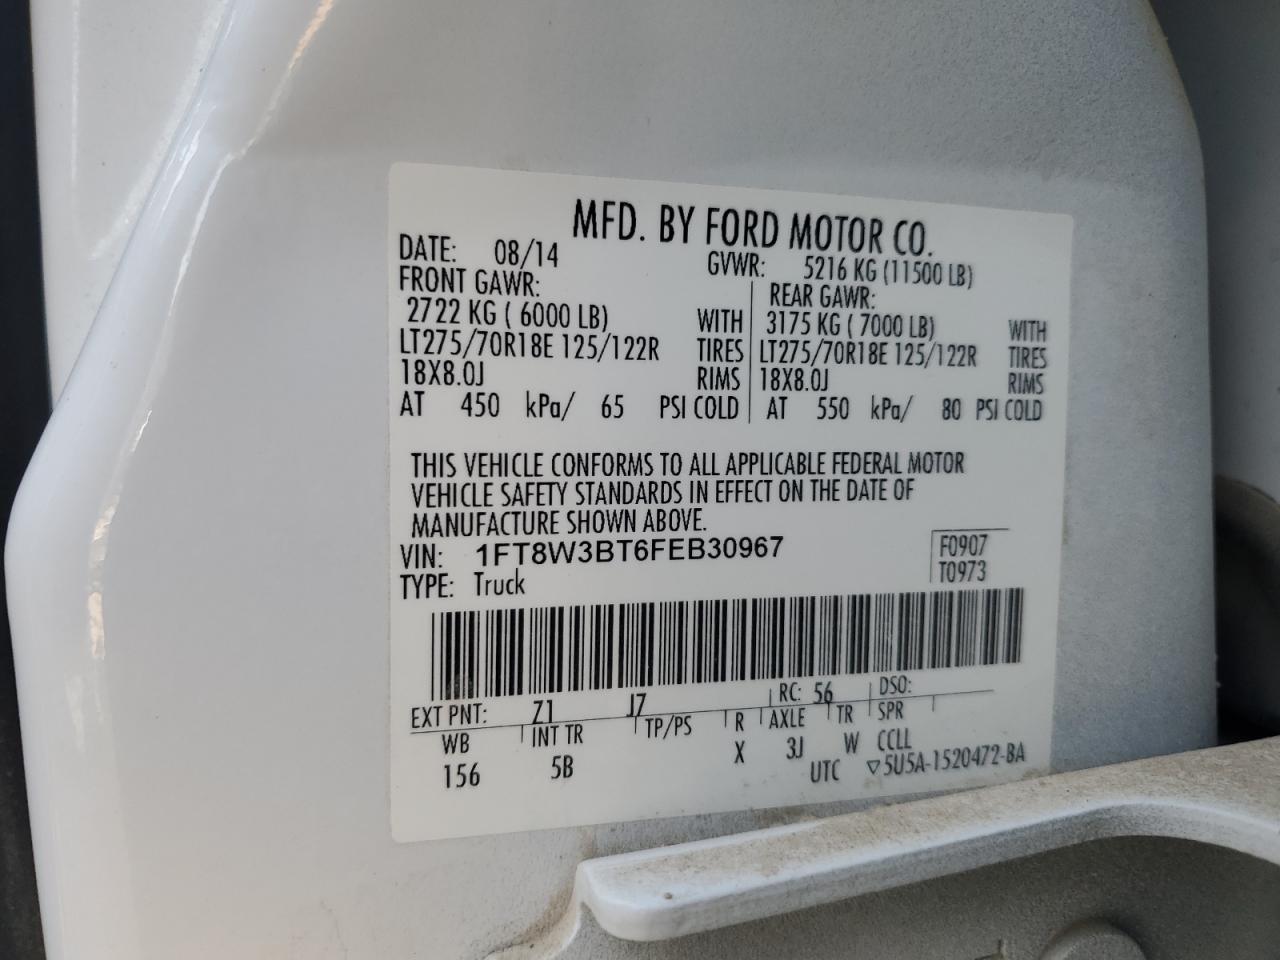 MFD. BY FORD MOTOR CO.
DATE: 08/14 GVWR: 5216 KG (11500 LB)
FRONT GAWR: REAR GAWR:
2722 KG ( 6000 LB) WITH 3175 KG ( 7000 LB) WITH
LT275/70R18E 125/122R TIRES LT275/70R18E 125/122R TIRES
18X8.0J RIMS 18X8.0J RIMS
AT 450 kPa/ 65 PSI COLD AT 550 kPa/ 80 PSI COLD
THIS VEHICLE CONFORMS TO ALL APPLICABLE FEDERAL MOTOR
VEHICLE SAFETY STANDARDS IN EFFECT ON THE DATE OF
MANUFACTURE SHOWN ABOVE.
VIN: 1FT8W3BT6FEB30967 F0907
TYPE: Truck T0973
EXT PNT: Z1 J7 RC: 56 DSO:
WB INT TR TP/PS R AXLE TR SPR
156 5B X 3J W CCLL
UTC ▽5U5A-1520472-BA